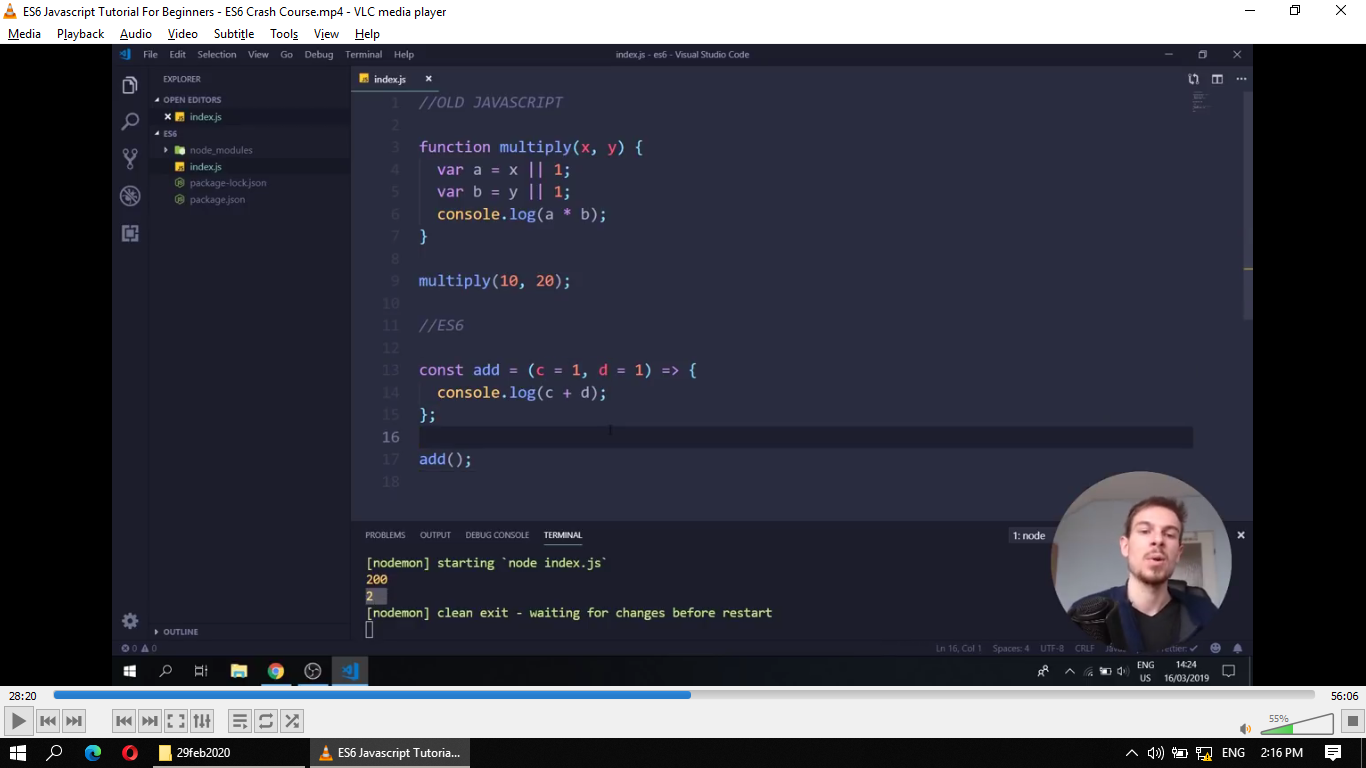 ES6 Javascript Tutorial For Beginners - ES6 Crash Course.mp4 - VLC media player
Media Playback Audio Video Subtitle Tools View Help
File Edit Selection View Go Debug Terminal Help
index.js - es6 - Visual Studio Code
EXPLORER
OPEN EDITORS
index.js
ES6
node_modules
index.js
package-lock.json
package.json
OUTLINE
index.js
1 //OLD JAVASCRIPT
2
3 function multiply(x, y) {
4 var a = x || 1;
5 var b = y || 1;
6 console.log(a * b);
7 }
8
9 multiply(10, 20);
10
11 //ES6
12
13 const add = (c = 1, d = 1) => {
14 console.log(c + d);
15 };
16
17 add();
18
PROBLEMS OUTPUT DEBUG CONSOLE TERMINAL
1: node
[nodemon] starting `node index.js`
200
2
[nodemon] clean exit - waiting for changes before restart
0 0
Ln 16, Col 1 Spaces: 4 UTF-8 CRLF
ENG
US
14:24
16/03/2019
28:20
56:06
55%
29feb2020
ES6 Javascript Tutoria...
ENG
2:16 PM